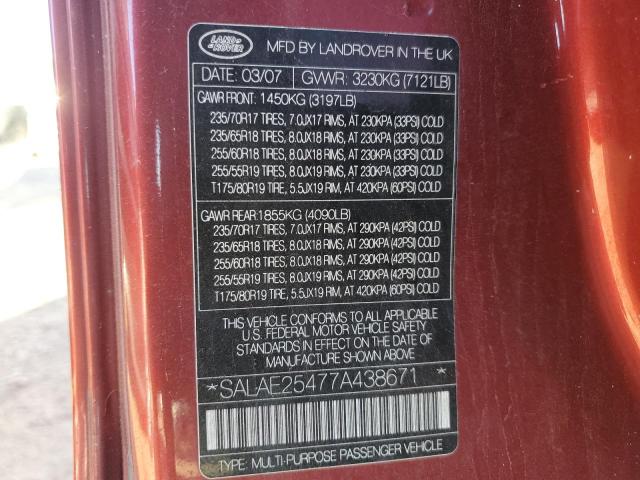 LAND ROVER
MFD BY LANDROVER IN THE UK
DATE: 03/07 GVWR: 3230KG (7121LB)
GAWR FRONT: 1450KG (3197LB)
235/70R17 TIRES, 7.0JX17 RIMS, AT 230KPA (33PSI) COLD
235/65R18 TIRES, 8.0JX18 RIMS, AT 230KPA (33PSI) COLD
255/60R18 TIRES, 8.0JX18 RIMS, AT 230KPA (33PSI) COLD
255/55R19 TIRES, 8.0JX19 RIMS, AT 230KPA (33PSI) COLD
T175/80R19 TIRE, 5.5JX19 RIM, AT 420KPA (60PSI) COLD
GAWR REAR: 1855KG (4090LB)
235/70R17 TIRES, 7.0JX17 RIMS, AT 290KPA (42PSI) COLD
235/65R18 TIRES, 8.0JX18 RIMS, AT 290KPA (42PSI) COLD
255/60R18 TIRES, 8.0JX18 RIMS, AT 290KPA (42PSI) COLD
255/55R19 TIRES, 8.0JX19 RIMS, AT 290KPA (42PSI) COLD
T175/80R19 TIRE, 5.5JX19 RIM, AT 420KPA (60PSI) COLD
THIS VEHICLE CONFORMS TO ALL APPLICABLE
U.S. FEDERAL MOTOR VEHICLE SAFETY
STANDARDS IN EFFECT ON THE DATE OF
MANUFACTURE SHOWN ABOVE.
*SALAE25477A438671*
TYPE: MULTI-PURPOSE PASSENGER VEHICLE